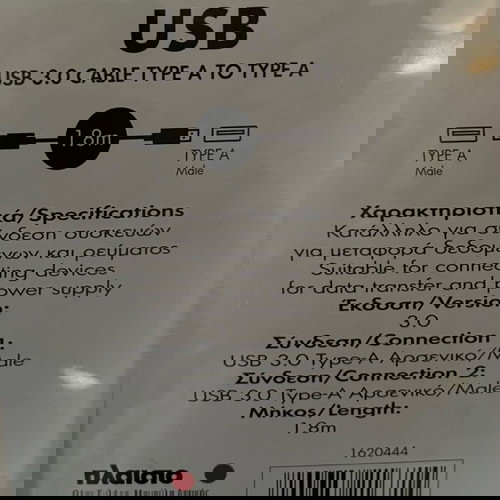 USB
USB 3.0 CABLE TYPE A TO TYPE A
1.8m
TYPE A
Male
TYPE A
Male
Χαρακτηριστικά/Specifications
Κατάλληλο για σύνδεση συσκευών
για μεταφορά δεδομένων και ρεύματος
Suitable for connecting devices
for data transfer and power supply
Έκδοση/Version:
3.0
Σύνδεση/Connection 1:
USB 3.0 Type-A Αρσενικό/Male
Σύνδεση/Connection 2:
USB 3.0 Type-A Αρσενικό/Male
Μήκος/Length:
1.8m
1620444
πλαίσιο